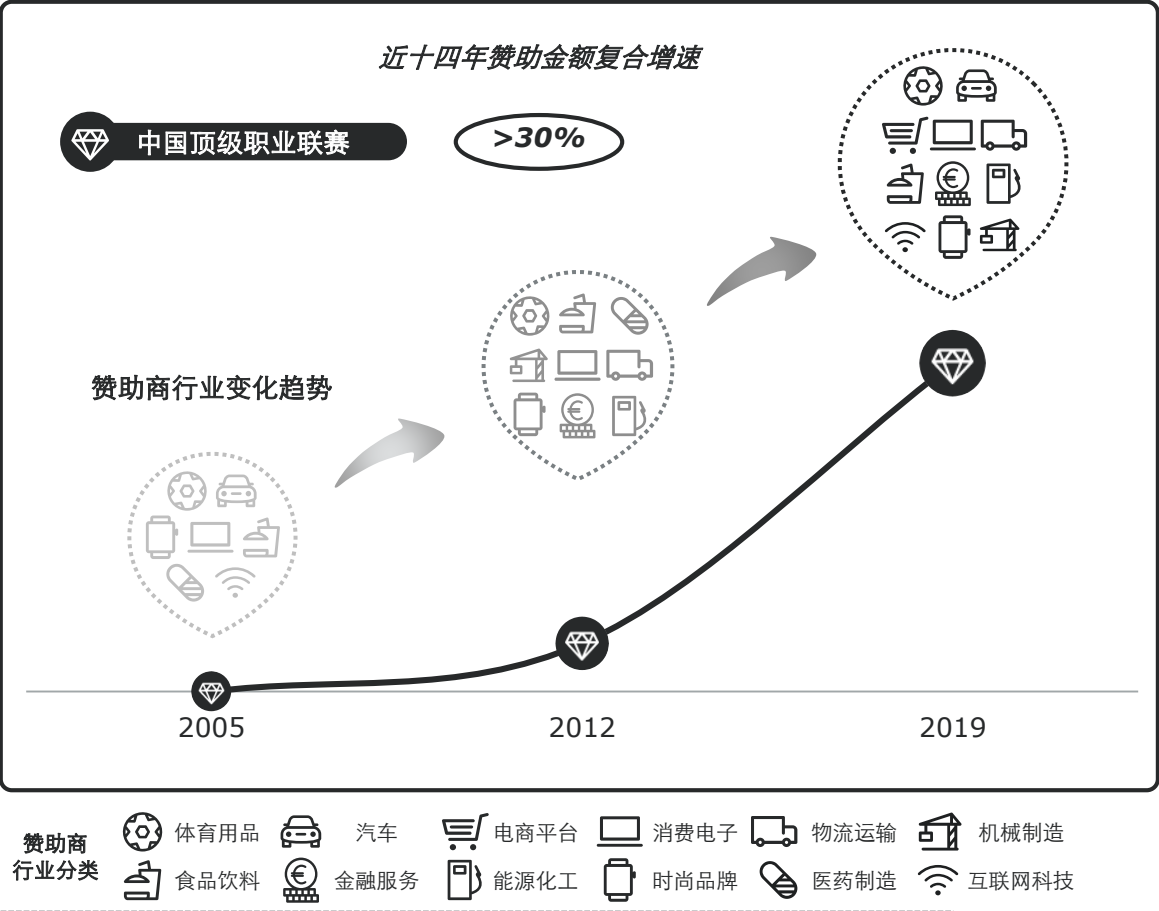 近十四年赞助金额复合增速
中国顶级职业联赛
>30%
赞助商行业变化趋势
2005
2012
2019
赞助商
行业分类
体育用品 汽车 电商平台 消费电子 物流运输 机械制造
食品饮料 金融服务 能源化工 时尚品牌 医药制造 互联网科技